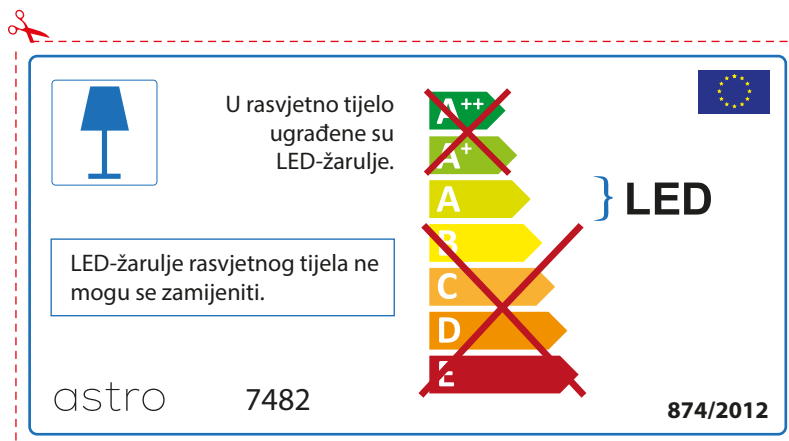 U rasvjetno tijelo
ugrađene su
LED-žarulje.
LED-žarulje rasvjetnog tijela ne
mogu se zamijeniti.
A++
A+
A
B
C
D
E
LED
astro
7482
874/2012